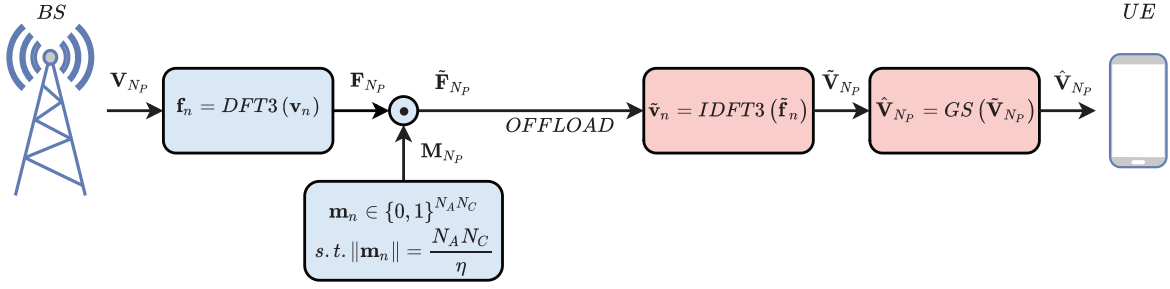 BS
UE
𝐕_{N_P}
𝐟_n = DFT3 (𝐯_n)
𝐅_{N_P}
𝐅̃_{N_P}
OFFLOAD
𝐯̃_n = IDFT3 (𝐟̃_n)
𝐕̃_{N_P}
𝐕̂_{N_P} = GS (𝐕̃_{N_P})
𝐕̂_{N_P}
𝐌_{N_P}
𝐦_n ∈ {0, 1}^{N_A N_C}
s.t. ‖𝐦_n‖ = \frac{N_A N_C}{η}